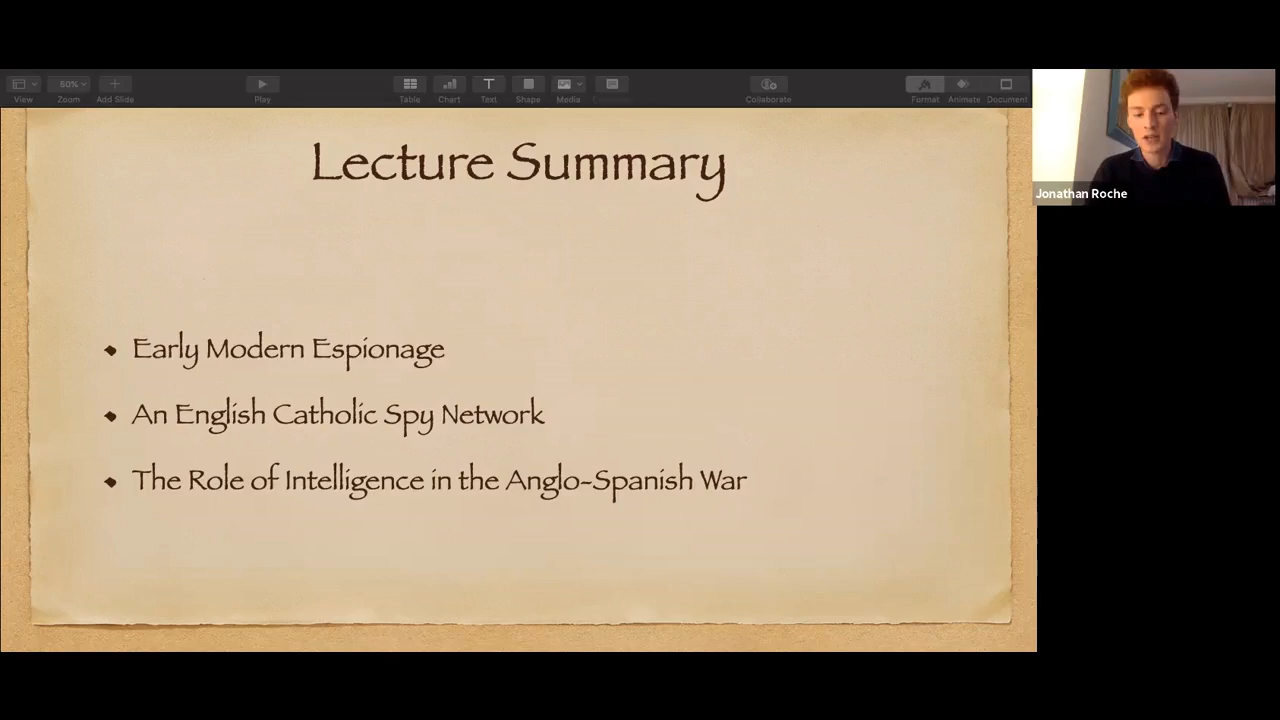 50%
View
Zoom
Add Slide
Play
Table
Chart
Text
Shape
Media
Collaborate
Format
Animate
Document
Jonathan Roche
Lecture Summary
Early Modern Espionage
An English Catholic Spy Network
The Role of Intelligence in the Anglo-Spanish War